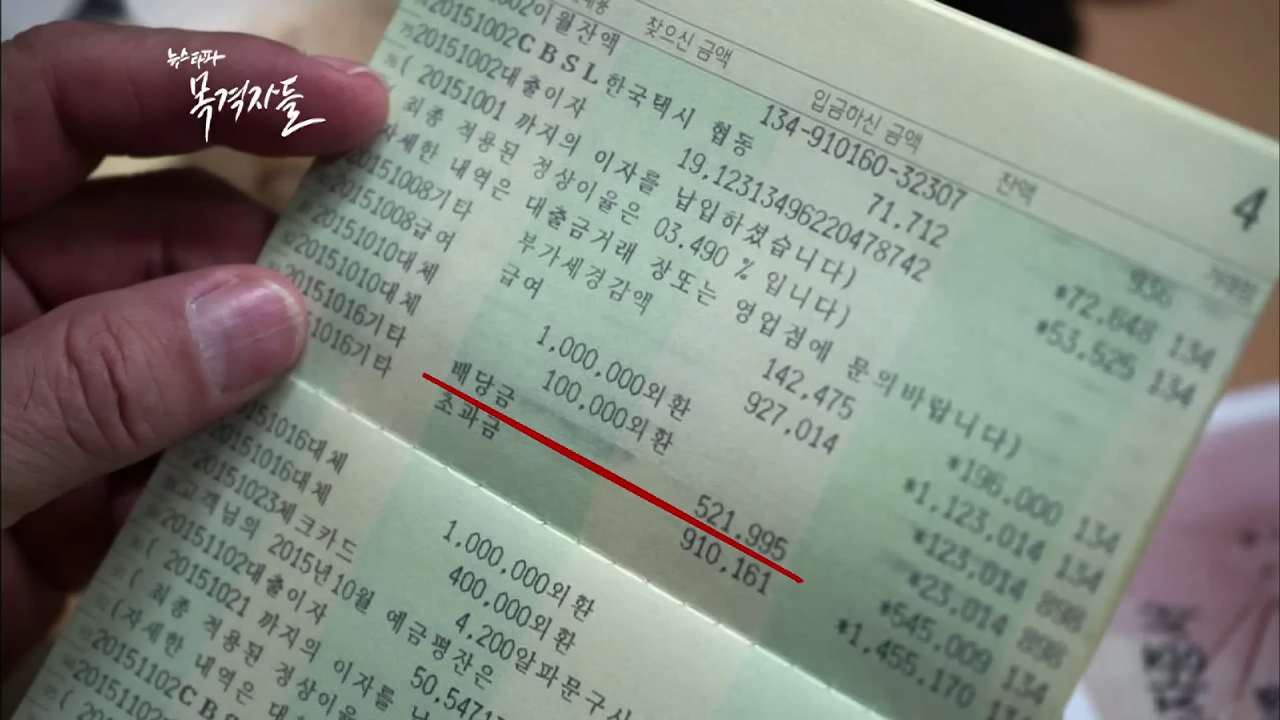 뉴스타파
목격자들
찾으신 금액
입금하신 금액
잔액
거래점
4
이월잔액 936
20151002CBSL한국택시 협동 134-910160-32307 71.712 *72.648 134
20151002대출이자 19,12313496220478742 *53.525 134
( 20151001 까지의 이자를 납입하셨습니다)
최종 적용된 정상이율은 03.490 % 입니다)
자세한 내역은 대출금거래 장또는 영업점에 문의바랍니다)
20151008기타 부가세경감액 142,475 *196.000 134
20151008급여 급여 927,014 *1.123.014 134
20151010대체 1,000,000외환 *123.014 898
20151010대체 100,000외환 *23.014 898
20151016기타 배당금 521.995 *545.009 134
20151016기타 초과금 910,161 *1,455.170 134
20151016대체 1,000,000외환
20151016대체 400,000외환
20151023체크카드 4,200알파문구시
고객님의 2015년10월 예금평잔은 50.5471
20151102대출이자
( 20151021 까지의 이자를
( 최종 적용된 정상이율
(자세한 내역은
20151102CBS
20151102